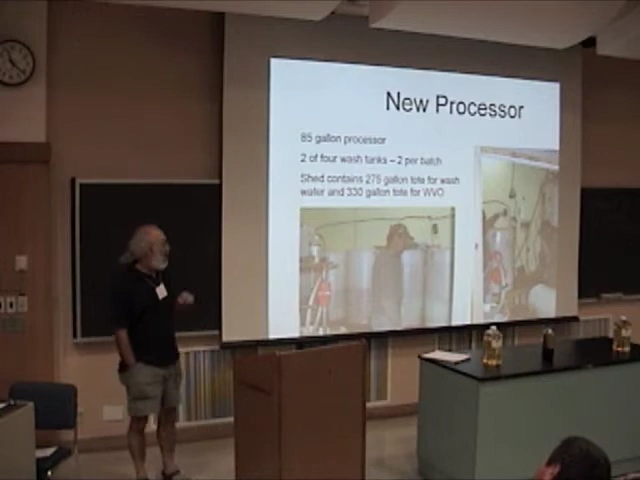 New Processor
85 gallon processor
2 of four wash tanks – 2 per batch
Shed contains 275 gallon tote for wash
water and 330 gallon tote for WVO